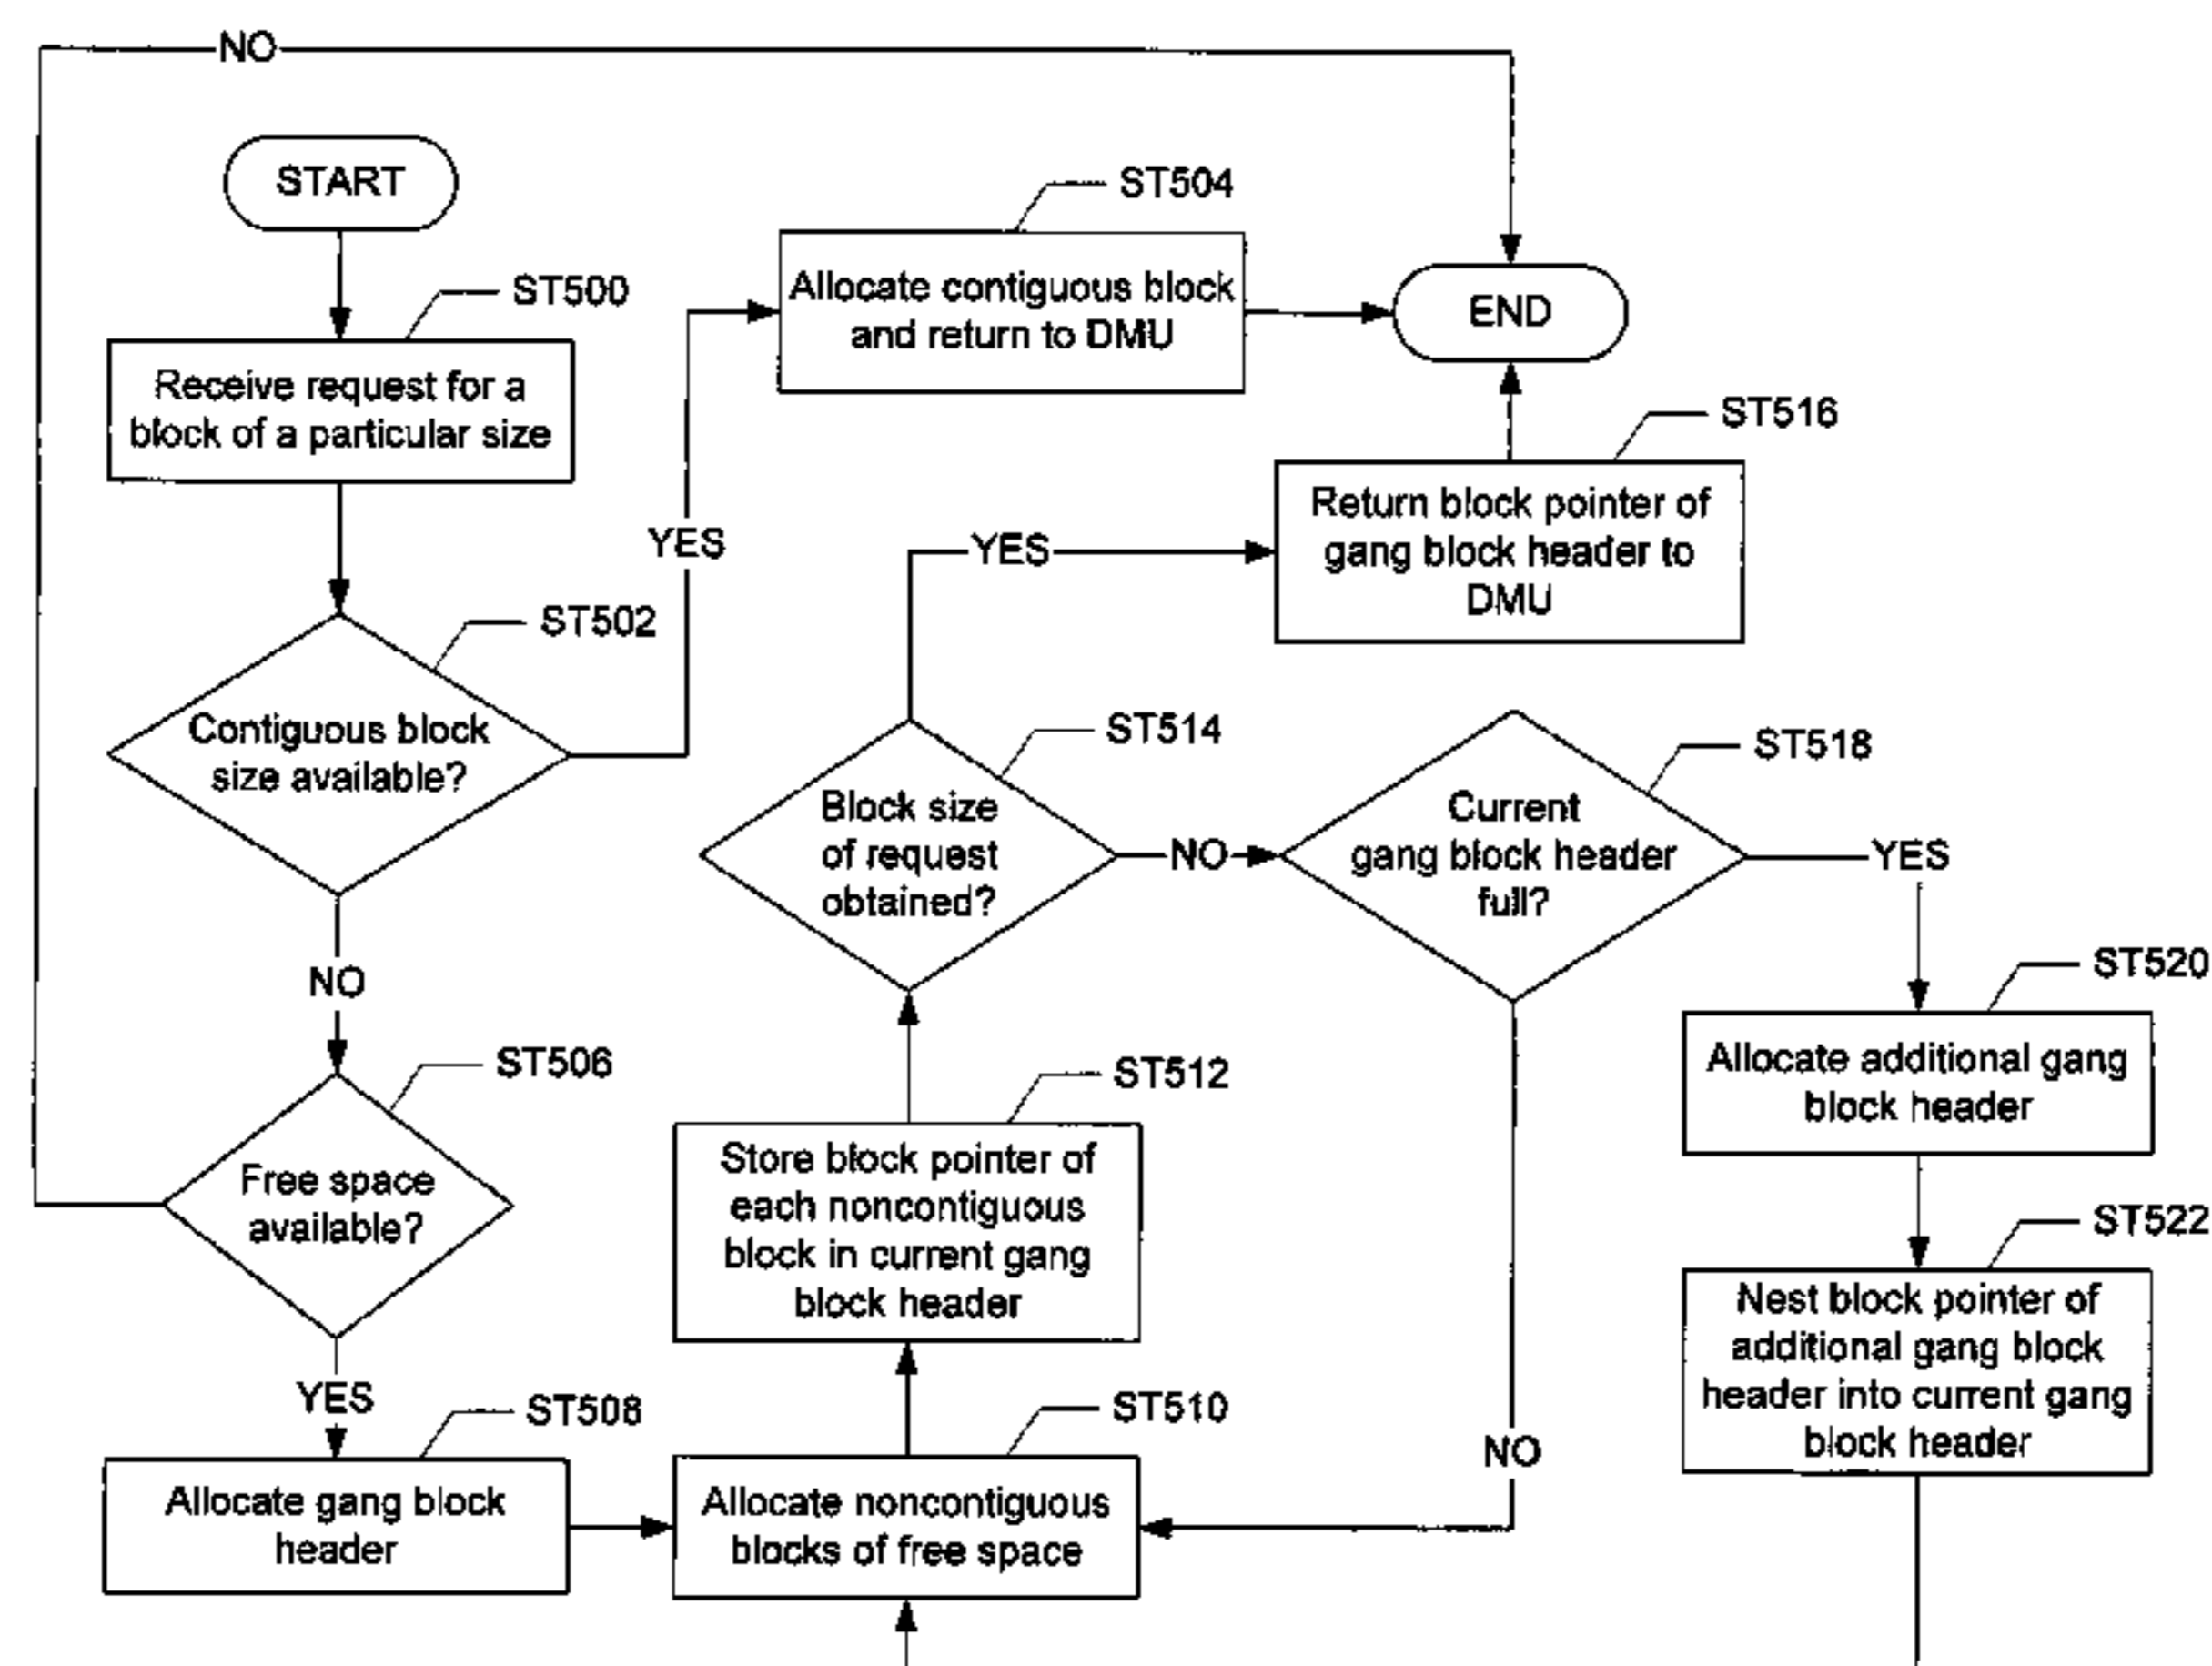 NO
START
ST500
Receive request for a
block of a particular size
ST502
Contiguous block
size available?
YES
ST504
Allocate contiguous block
and return to DMU
END
NO
ST506
Free space
available?
YES
ST508
Allocate gang block
header
ST510
Allocate noncontiguous
blocks of free space
ST512
Store block pointer of
each noncontiguous
block in current gang
block header
ST514
Block size
of request
obtained?
YES
ST516
Return block pointer of
gang block header to
DMU
NO
ST518
Current
gang block header
full?
NO
YES
ST520
Allocate additional gang
block header
ST522
Nest block pointer of
additional gang block
header into current gang
block header